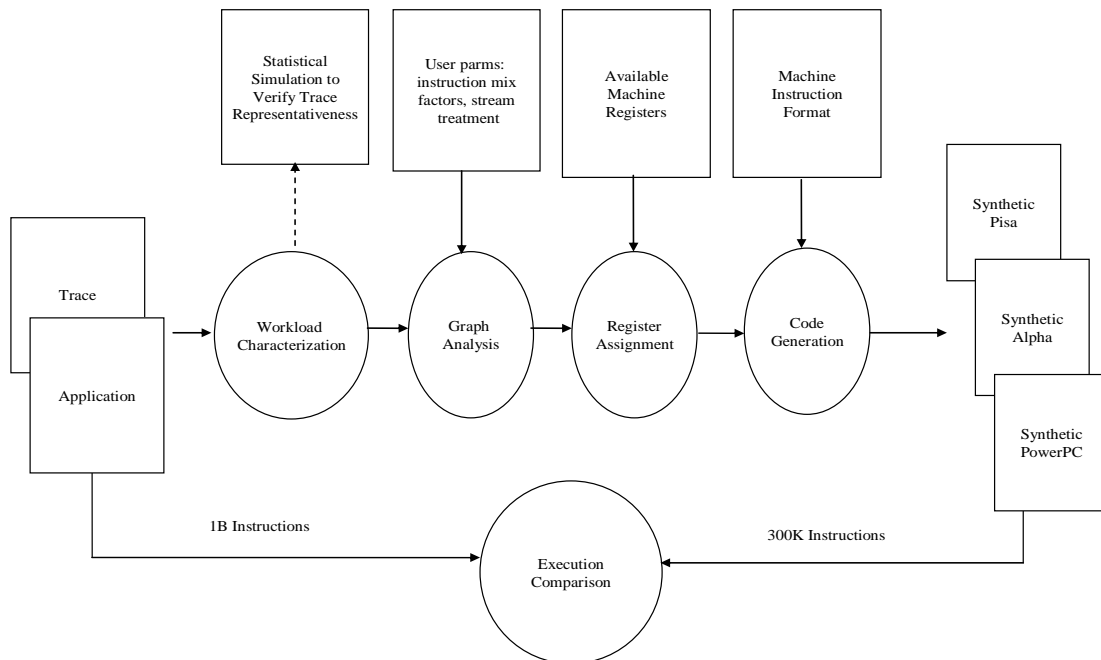 Statistical
Simulation to
Verify Trace
Representativeness
User parms:
instruction mix
factors, stream
treatment
Available
Machine
Registers
Machine
Instruction
Format
Synthetic
Pisa
Trace
Synthetic
Alpha
Workload
Characterization
Graph
Analysis
Register
Assignment
Code
Generation
Application
Synthetic
PowerPC
1B Instructions
300K Instructions
Execution
Comparison